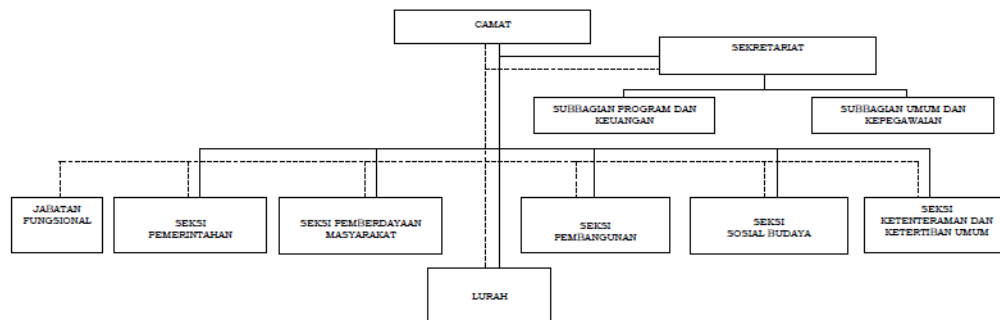 CAMAT
SEKRETARIAT
SUBBAGIAN PROGRAM DAN
KEUANGAN
SUBBAGIAN UMUM DAN
KEPEGAWAIAN
JABATAN
FUNGSIONAL
SEKSI
PEMERINTAHAN
SEKSI PEMBERDAYAAN
MASYARAKAT
SEKSI
PEMBANGUNAN
SEKSI
SOSIAL BUDAYA
SEKSI
KETENTERAMAN DAN
KETERTIBAN UMUM
LURAH